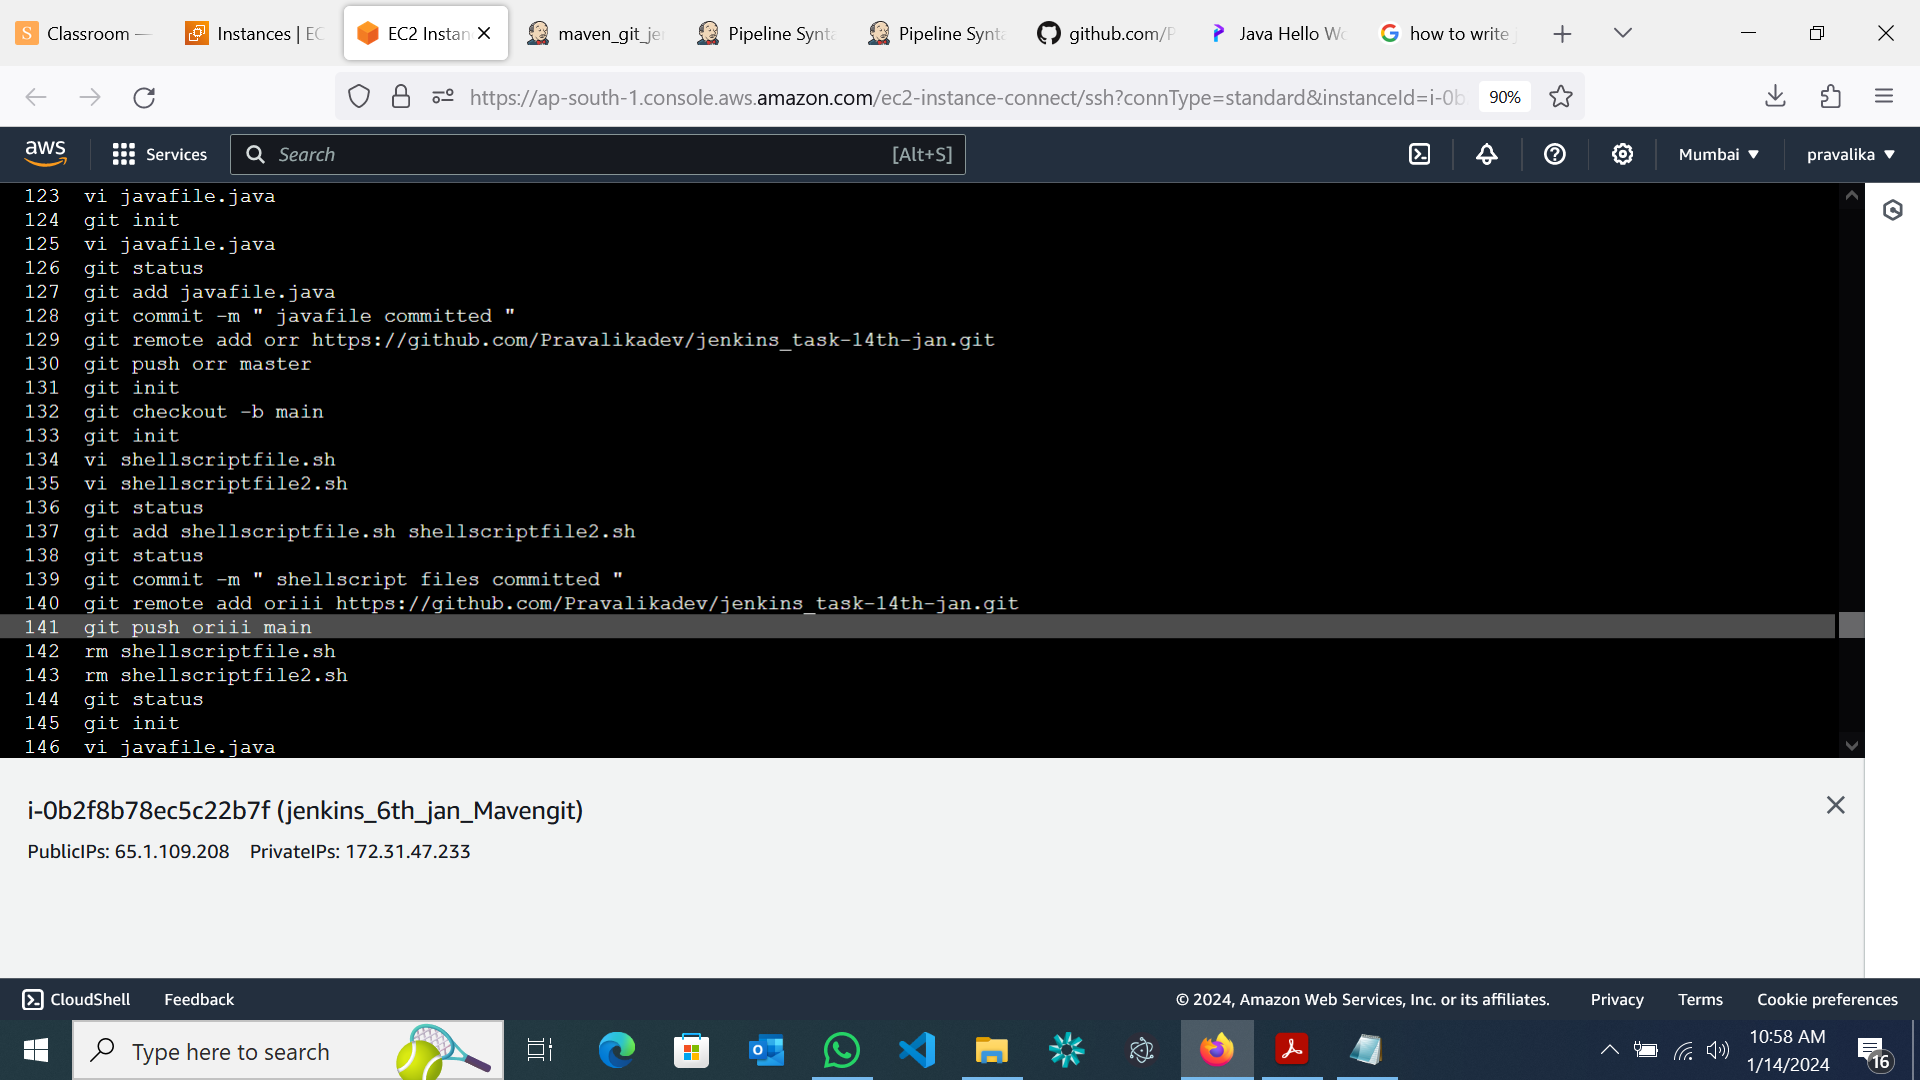 Classroom —
Instances | EC
EC2 Instan
maven_git_je
Pipeline Synta
Pipeline Synta
github.com/P
Java Hello Wo
how to write j
https://ap-south-1.console.aws.amazon.com/ec2-instance-connect/ssh?connType=standard&instanceId=i-0b
90%
aws
Services
Search
[Alt+S]
Mumbai
pravalika
123 vi javafile.java
124 git init
125 vi javafile.java
126 git status
127 git add javafile.java
128 git commit -m " javafile committed "
129 git remote add orr https://github.com/Pravalikadev/jenkins_task-14th-jan.git
130 git push orr master
131 git init
132 git checkout -b main
133 git init
134 vi shellscriptfile.sh
135 vi shellscriptfile2.sh
136 git status
137 git add shellscriptfile.sh shellscriptfile2.sh
138 git status
139 git commit -m " shellscript files committed "
140 git remote add oriii https://github.com/Pravalikadev/jenkins_task-14th-jan.git
141 git push oriii main
142 rm shellscriptfile.sh
143 rm shellscriptfile2.sh
144 git status
145 git init
146 vi javafile.java
i-0b2f8b78ec5c22b7f (jenkins_6th_jan_Mavengit)
PublicIPs: 65.1.109.208 PrivateIPs: 172.31.47.233
CloudShell
Feedback
© 2024, Amazon Web Services, Inc. or its affiliates.
Privacy
Terms
Cookie preferences
Type here to search
10:58 AM
1/14/2024
16